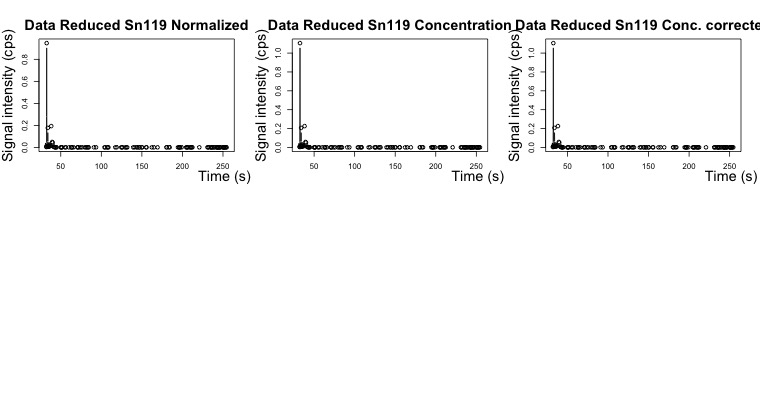 Data Reduced Sn119 Normalized
Signal intensity (cps)
0.0 0.2 0.4 0.6 0.8
50 100 150 200 250
Time (s)
Data Reduced Sn119 Concentration
Signal intensity (cps)
0.0 0.2 0.4 0.6 0.8 1.0
50 100 150 200 250
Time (s)
Data Reduced Sn119 Conc. correcte
Signal intensity (cps)
0.0 0.2 0.4 0.6 0.8 1.0
50 100 150 200 250
Time (s)